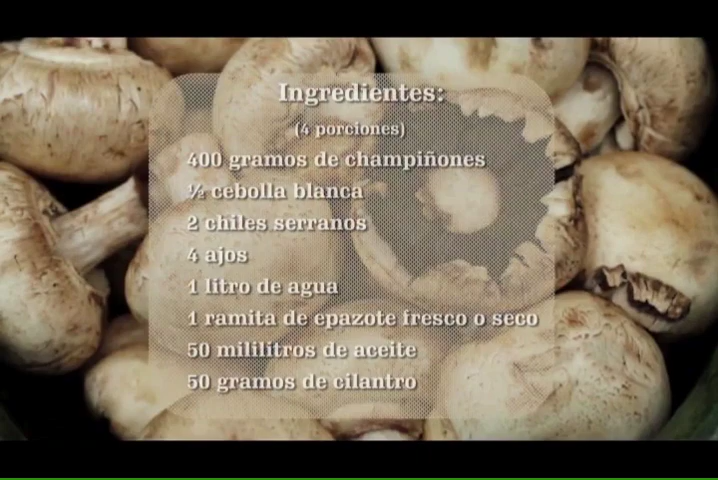 Ingredientes:
(4 porciones)
400 gramos de champiñones
½ cebolla blanca
2 chiles serranos
4 ajos
1 litro de agua
1 ramita de epazote fresco o seco
50 mililitros de aceite
50 gramos de cilantro